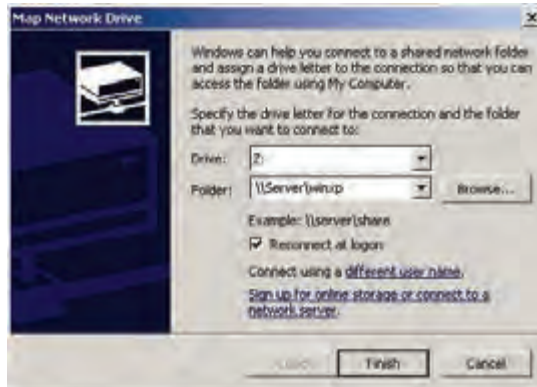 Map Network Drive
Windows can help you connect to a shared network folder
and assign a drive letter to the connection so that you can
access the folder using My Computer.
Specify the drive letter for the connection and the folder
that you want to connect to:
Drive: Z:
Folder: \\Server\winxp Browse...
Example: \\server\share
Reconnect at logon
Connect using a different user name.
Sign up for online storage or connect to a
network server.
Finish Cancel